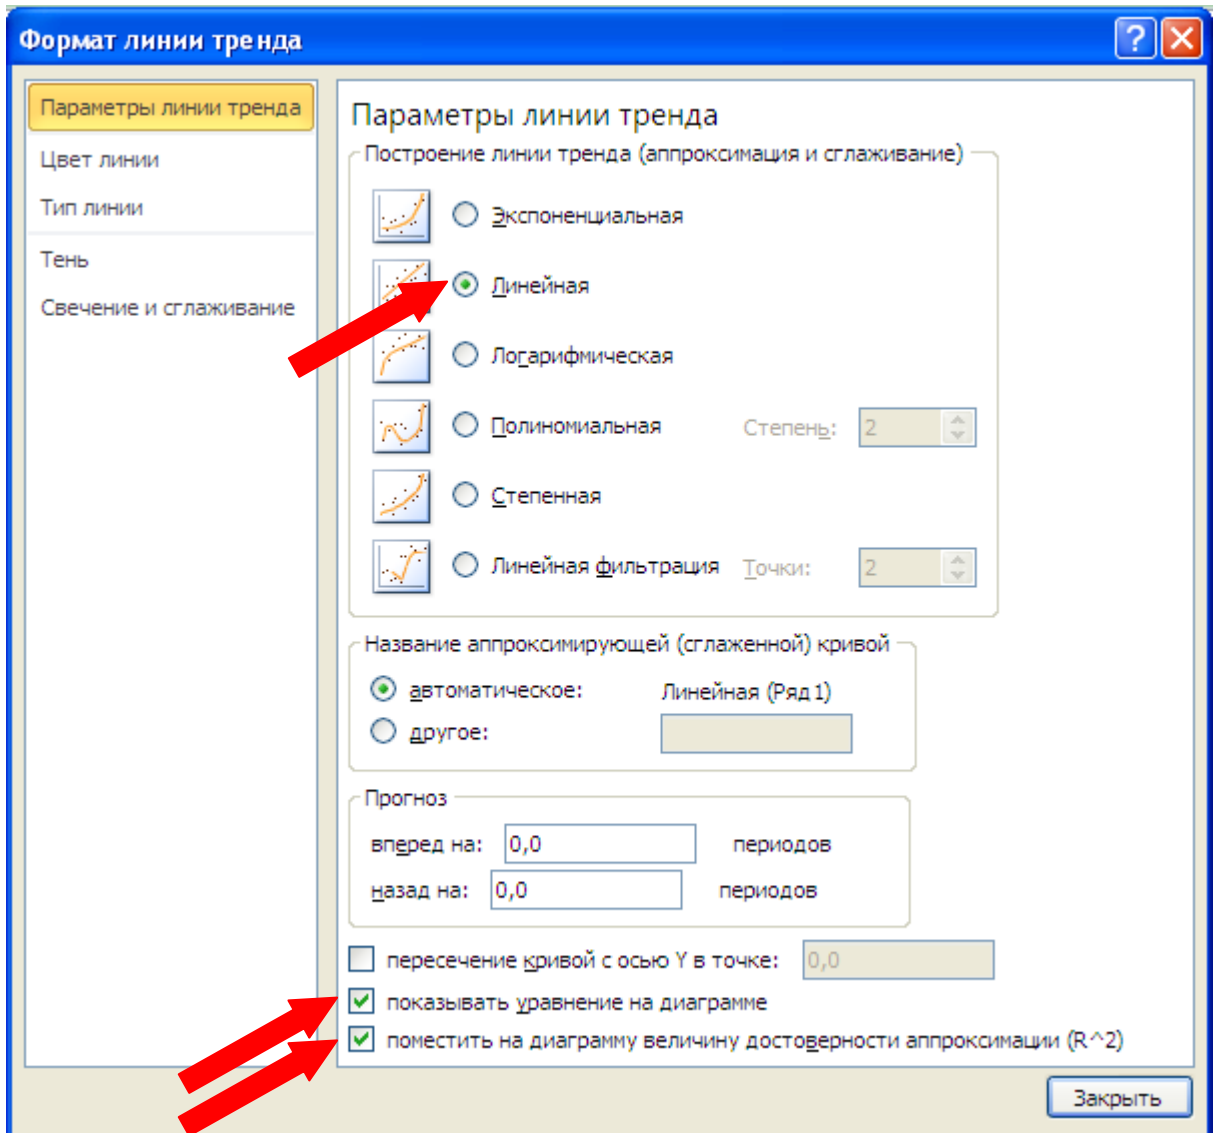 Формат линии тренда
Параметры линии тренда
Цвет линии
Тип линии
Тень
Свечение и сглаживание
Параметры линии тренда
Построение линии тренда (аппроксимация и сглаживание)
Экспоненциальная
Линейная
Логарифмическая
Полиномиальная Степень: 2
Степенная
Линейная фильтрация Точки: 2
Название аппроксимирующей (сглаженной) кривой
автоматическое: Линейная (Ряд1)
другое:
Прогноз
вперед на: 0,0 периодов
назад на: 0,0 периодов
пересечение кривой с осью Y в точке: 0,0
показывать уравнение на диаграмме
поместить на диаграмму величину достоверности аппроксимации (R^2)
Закрыть